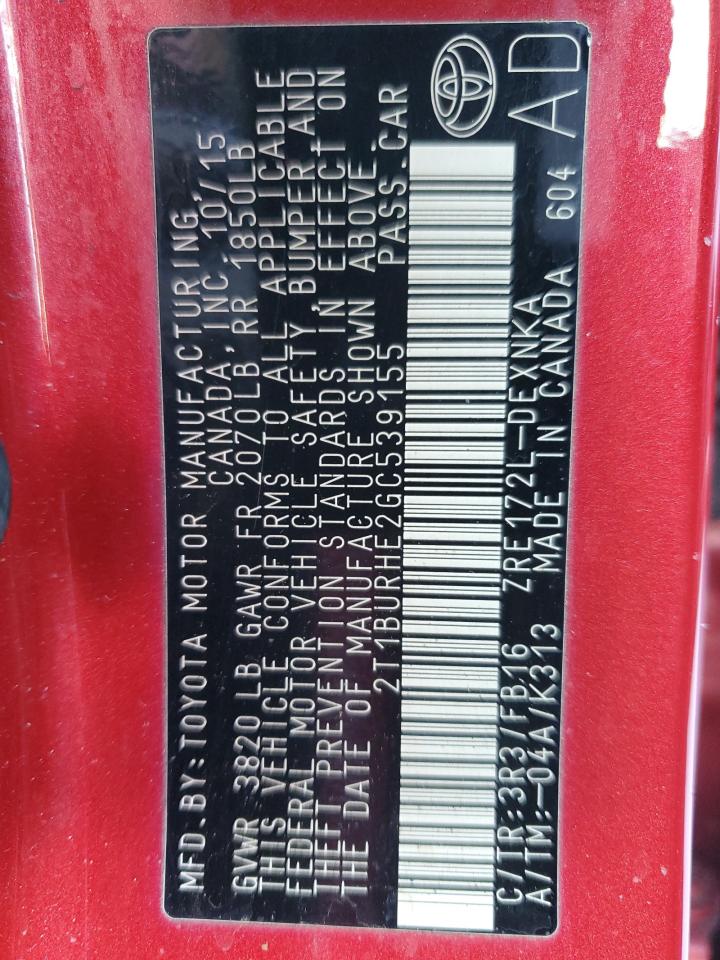 MFD.BY:TOYOTA MOTOR MANUFACTURING,
CANADA, INC. 10/15
GVWR 3820LB GAWR FR 2070LB RR 1850LB
THIS VEHICLE CONFORMS TO ALL APPLICABLE
FEDERAL MOTOR VEHICLE SAFETY, BUMPER AND
THEFT PREVENTION STANDARDS IN EFFECT ON
THE DATE OF MANUFACTURE SHOWN ABOVE.
2T1BURHE2GC539155 PASS.CAR
C/TR:3R3/FB16 ZRE172L-DEXNKA
A/TM:-04A/K313 MADE IN CANADA 604
AD